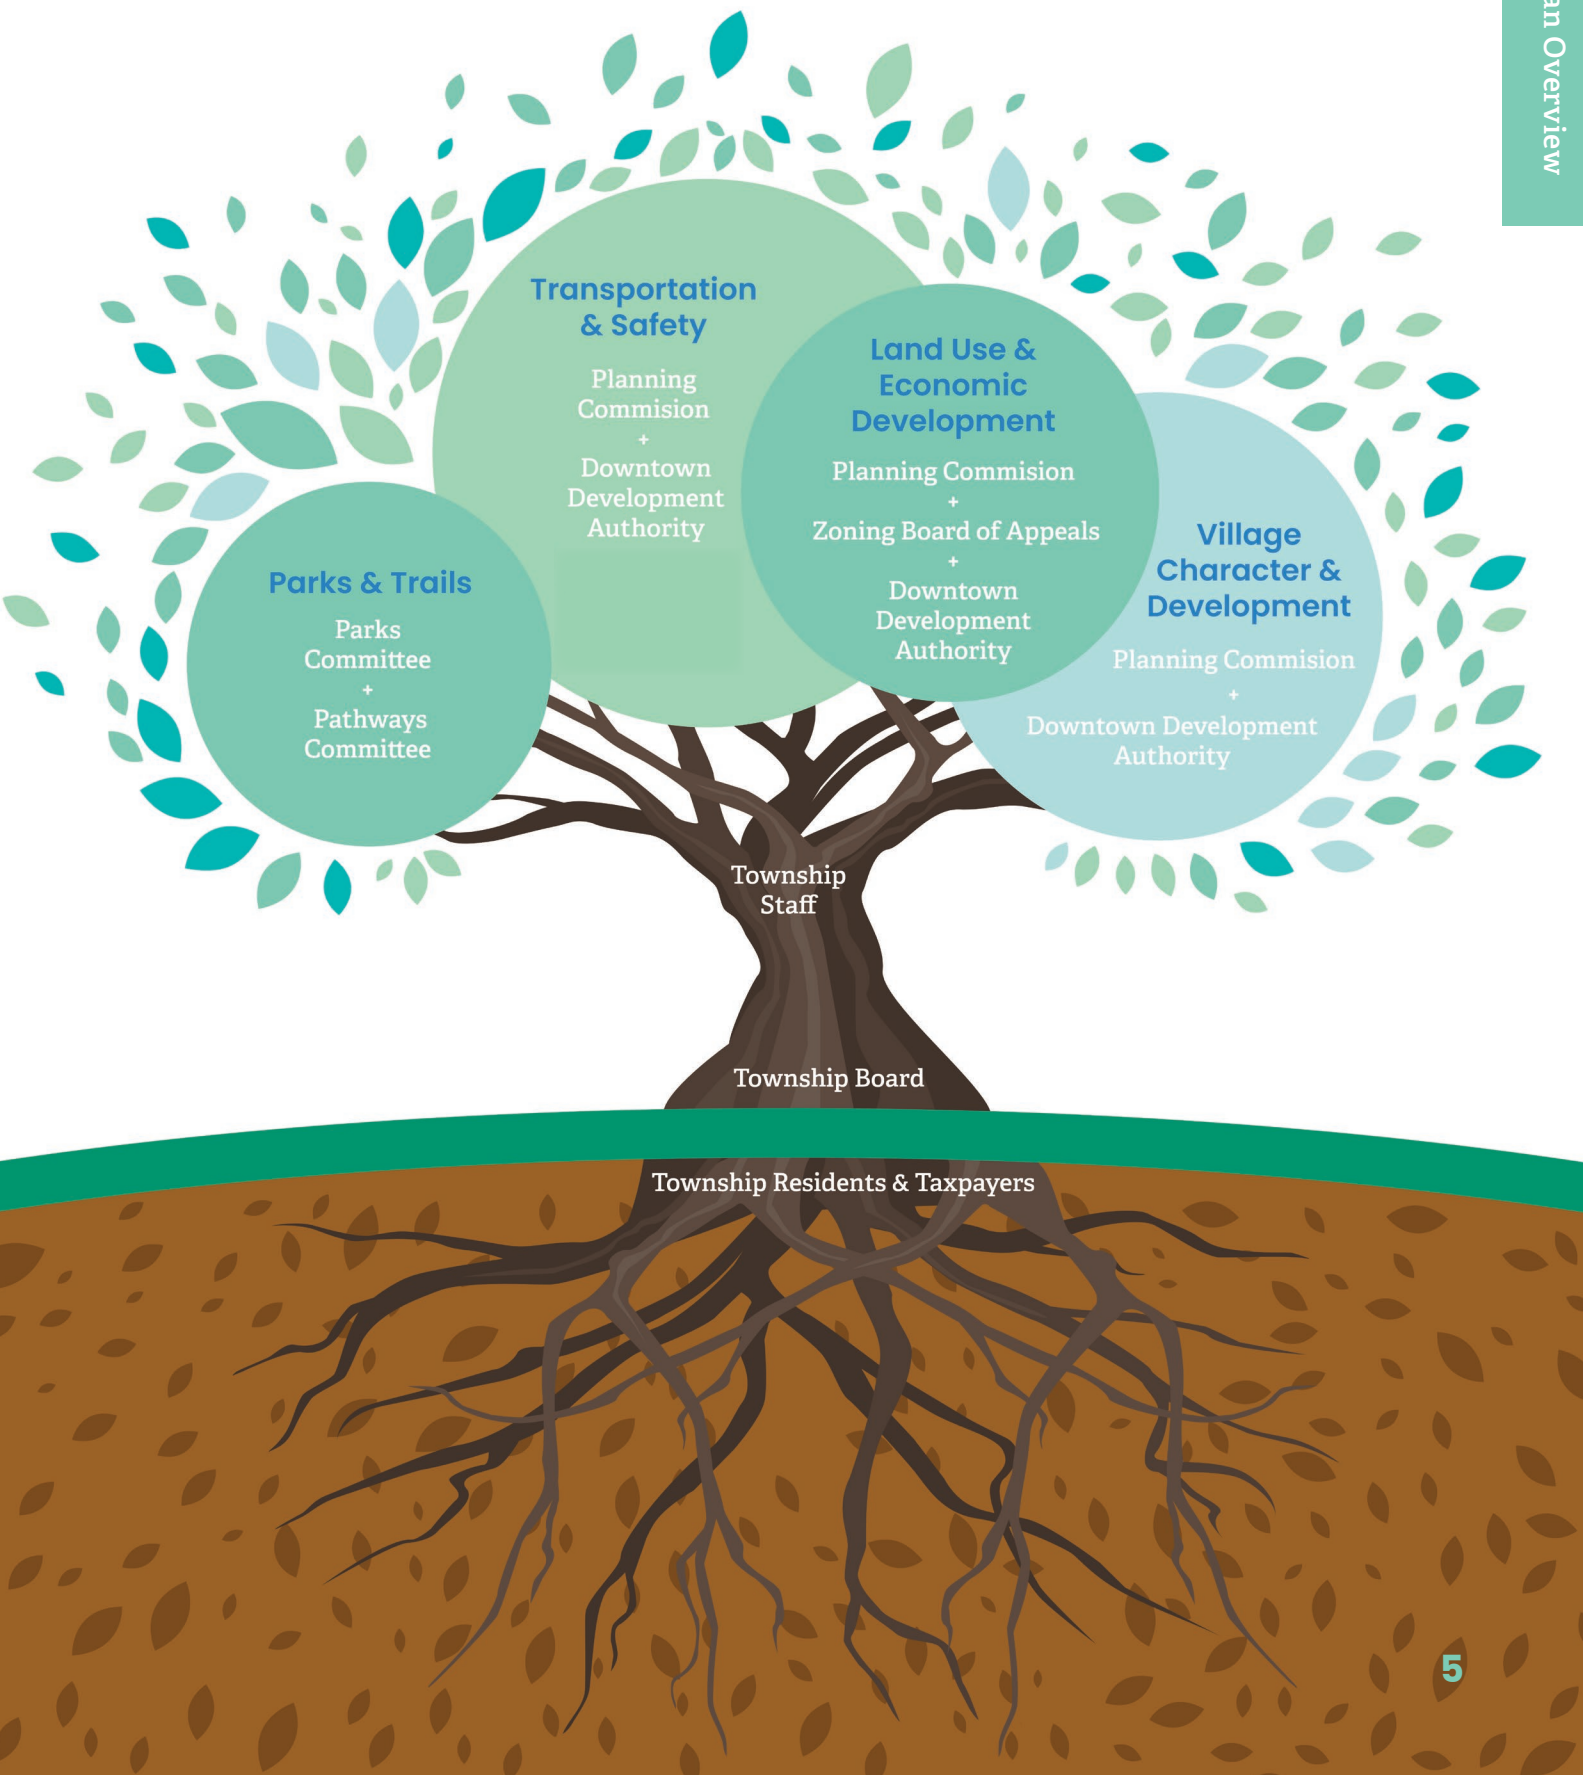 Overview
Transportation
& Safety
Planning
Commision
+
Downtown
Development
Authority
Land Use &
Economic
Development
Planning Commision
+
Zoning Board of Appeals
+
Downtown
Development
Authority
Village
Character &
Development
Planning Commision
+
Downtown Development
Authority
Parks & Trails
Parks
Committee
+
Pathways
Committee
Township
Staff
Township Board
Township Residents & Taxpayers
5